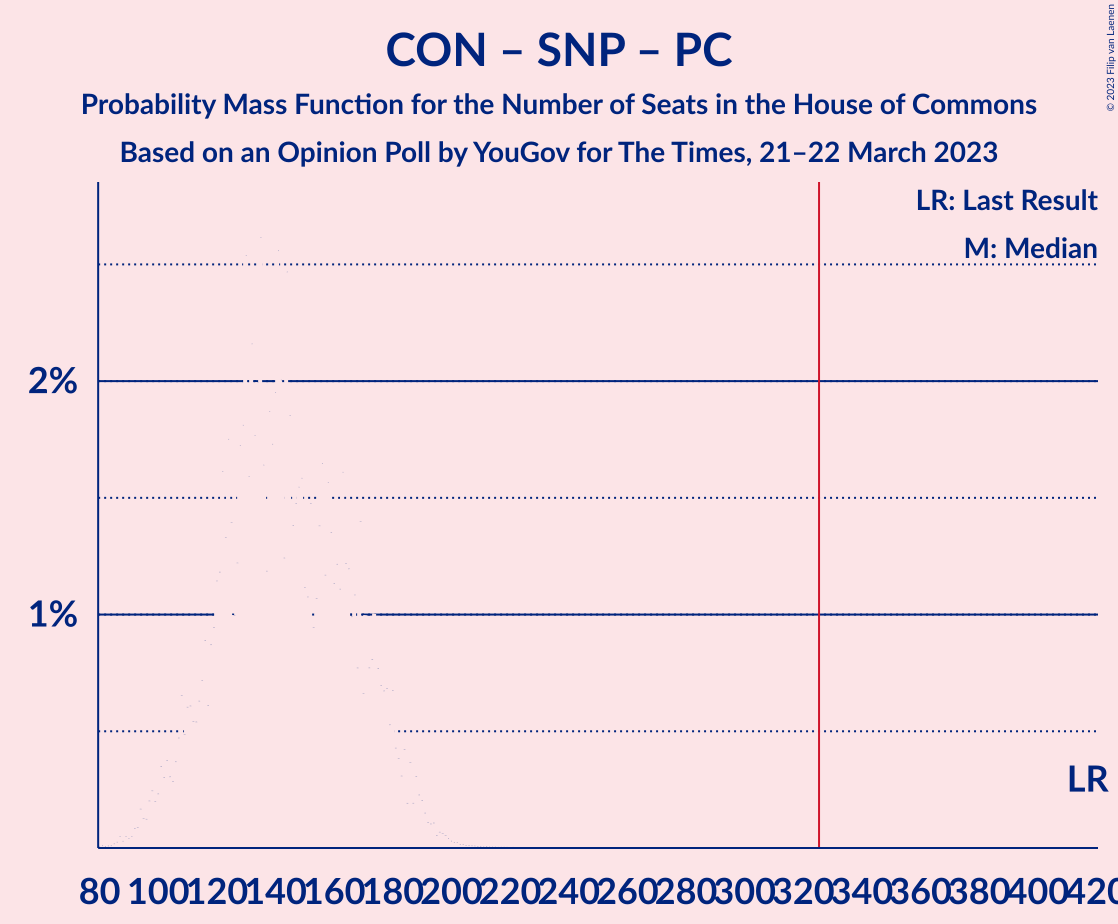 CON – SNP – PC
Probability Mass Function for the Number of Seats in the House of Commons
Based on an Opinion Poll by YouGov for The Times, 21–22 March 2023
© 2023 Filip van Laenen
LR: Last Result
M: Median
2%
1%
LR
80 100 120 140 160 180 200 220 240 260 280 300 320 340 360 380 400 420